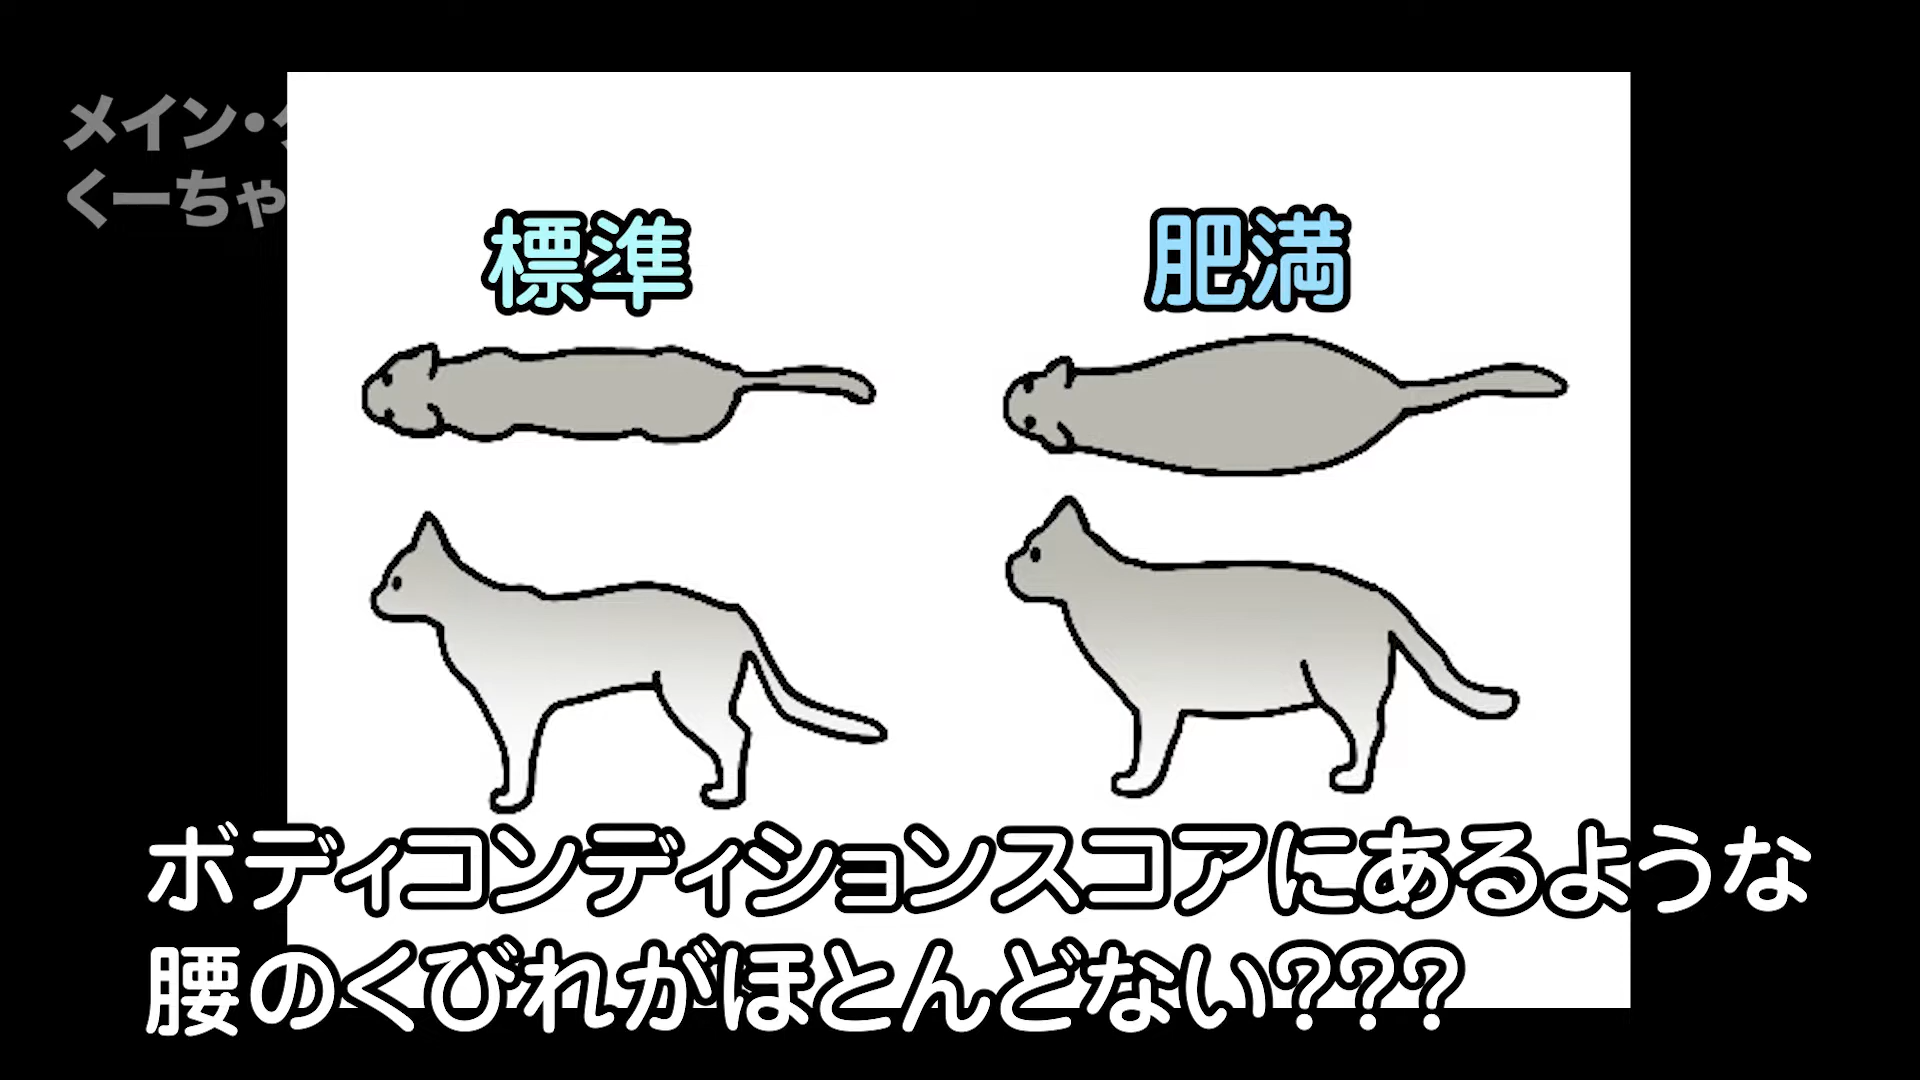 メイン・
くーちゃ
標準
肥満
ボディコンディションスコアにあるような
腰のくびれがほとんどない???